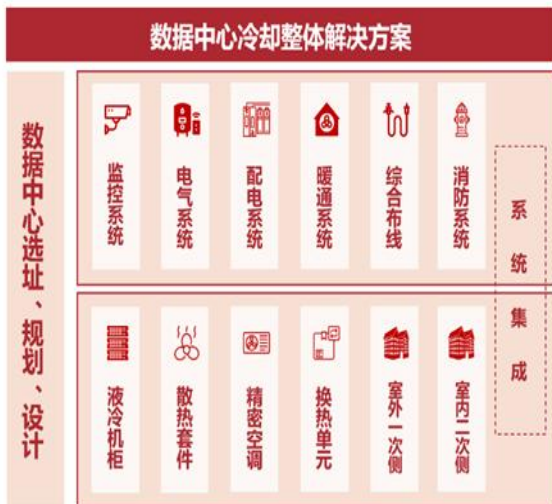 数据中心冷却整体解决方案
数据中心选址、规划、设计
监控系统
电气系统
配电系统
暖通系统
综合布线
消防系统
液冷机柜
散热套件
精密空调
换热单元
室外一次侧
室内二次侧
系统集成